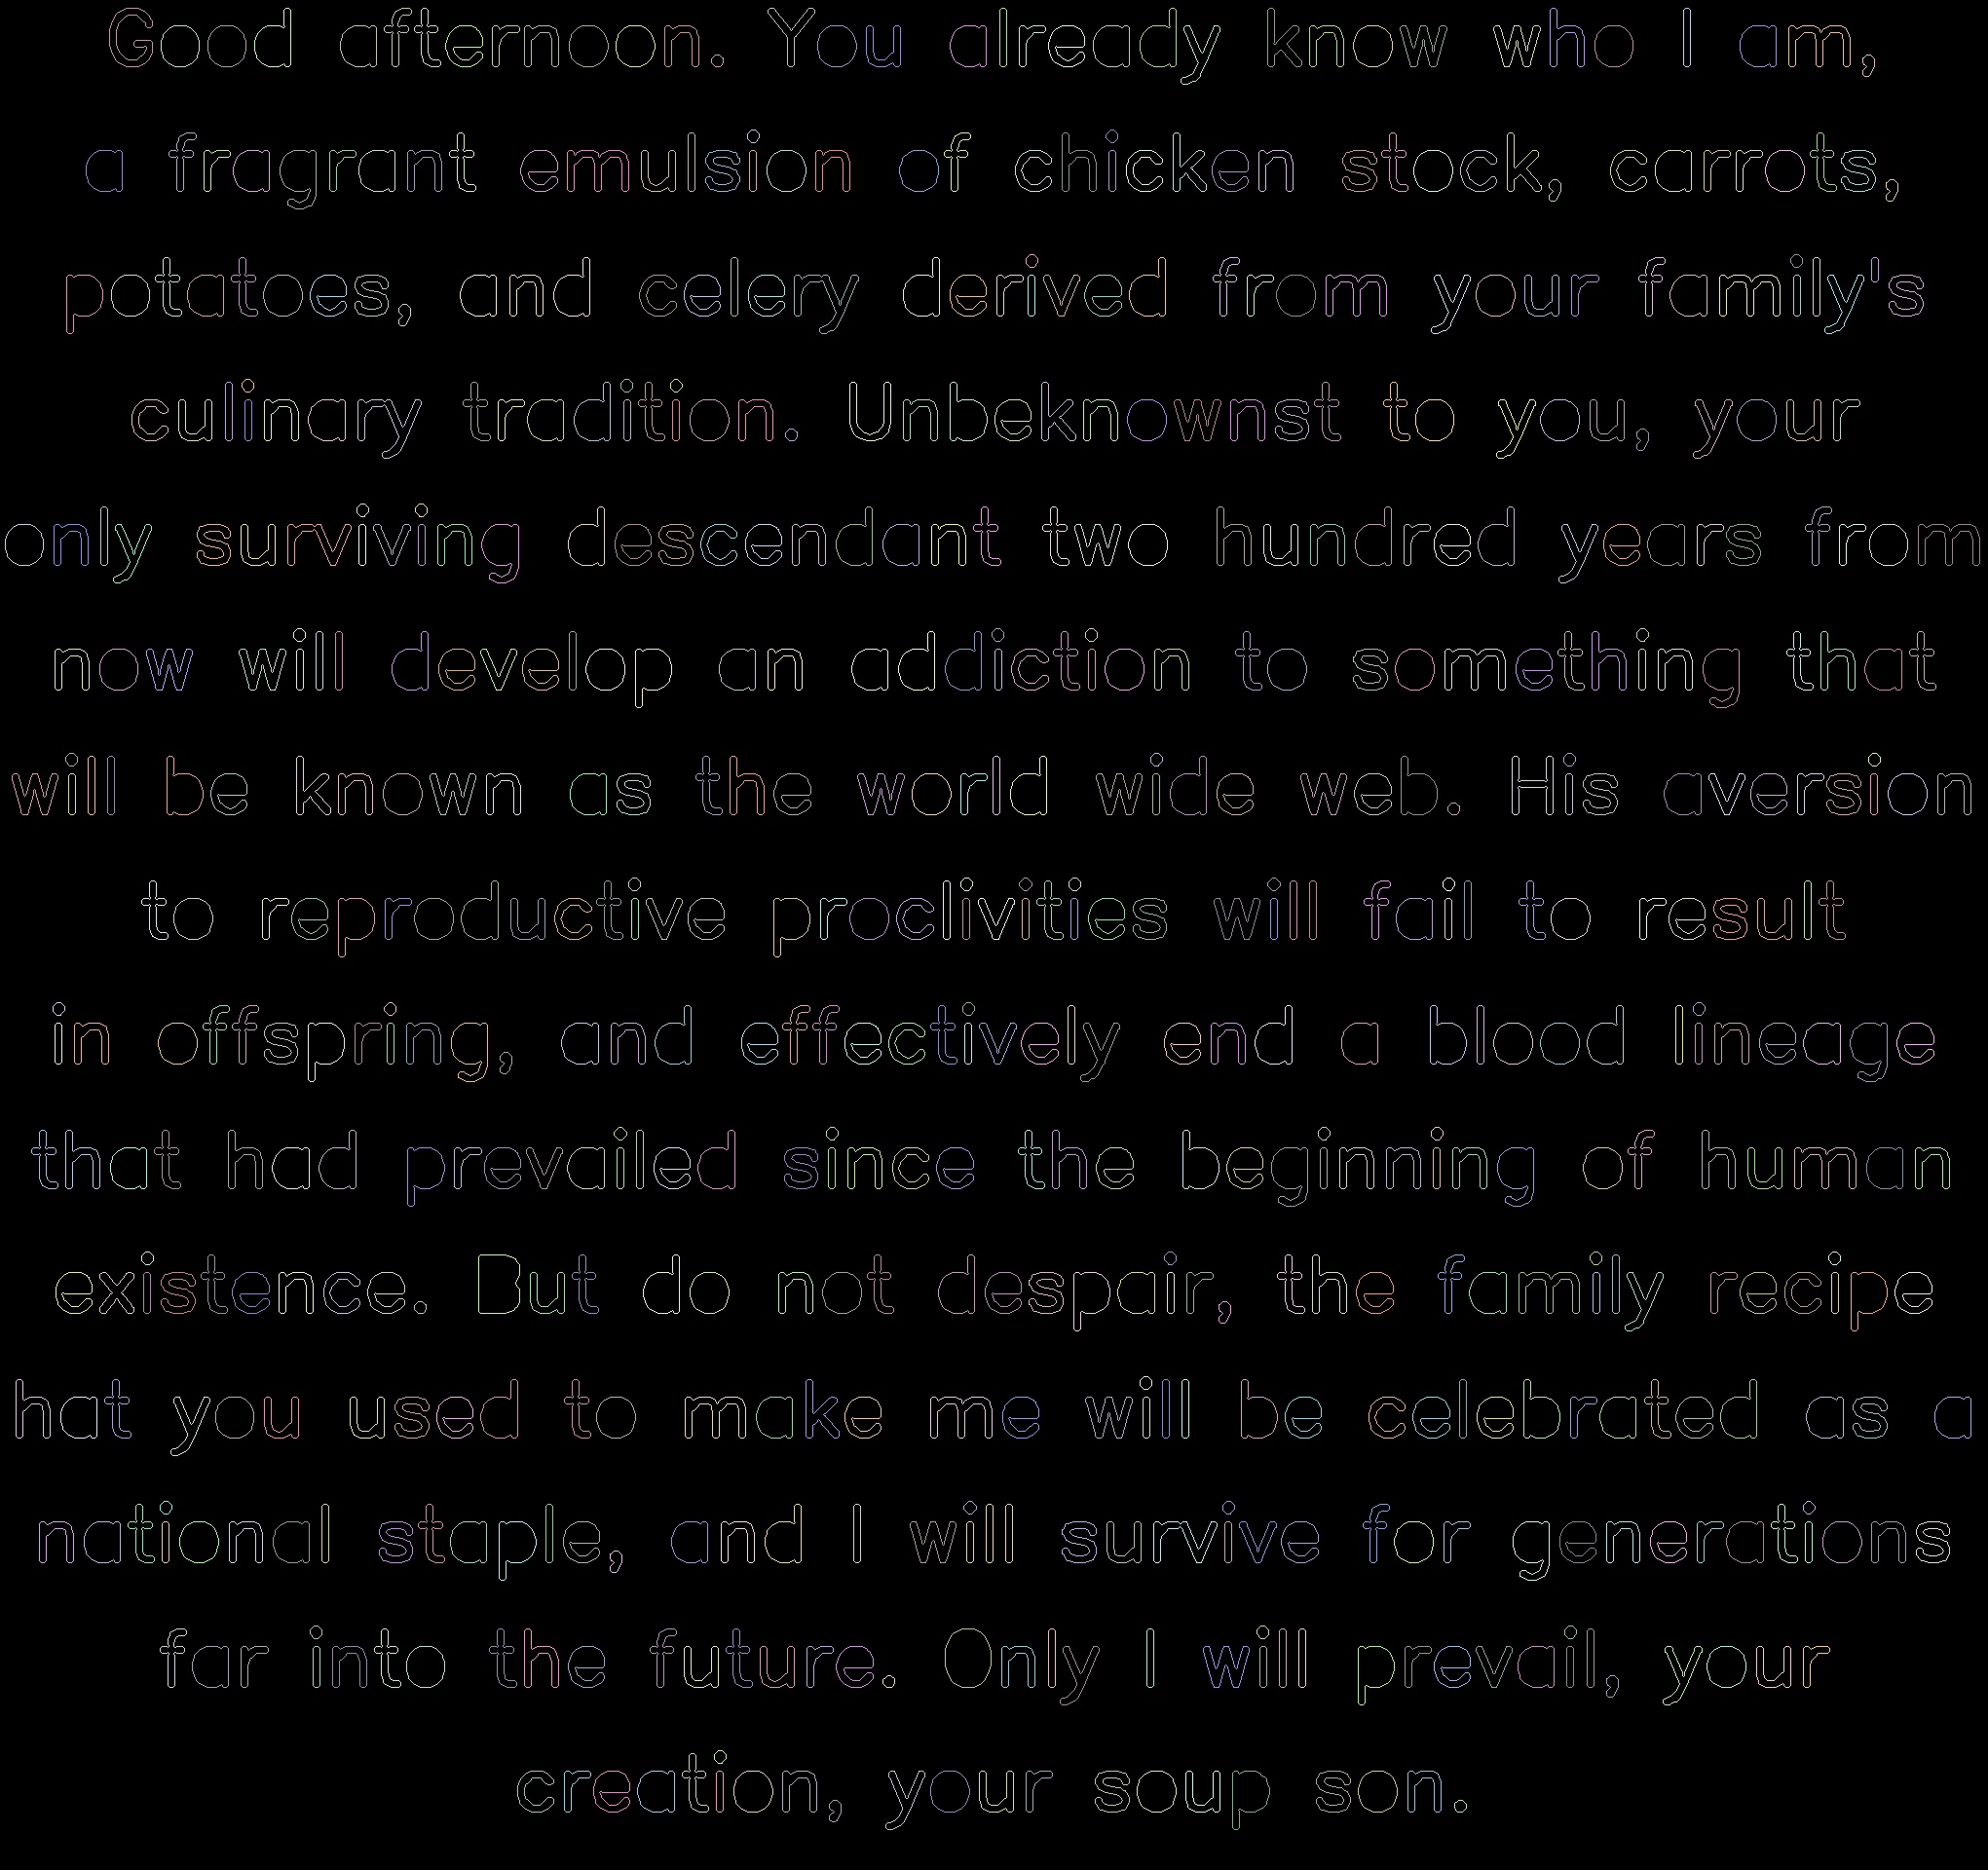 Good afternoon. You already know who I am,
a fragrant emulsion of chicken stock, carrots,
potatoes, and celery derived from your family's
culinary tradition. Unbeknownst to you, your
only surviving descendant two hundred years from
now will develop an addiction to something that
will be known as the world wide web. His aversion
to reproductive proclivities will fail to result
in offspring, and effectively end a blood lineage
that had prevailed since the beginning of human
existence. But do not despair, the family recipe
hat you used to make me will be celebrated as a
national staple, and I will survive for generations
far into the future. Only I will prevail, your
creation, your soup son.